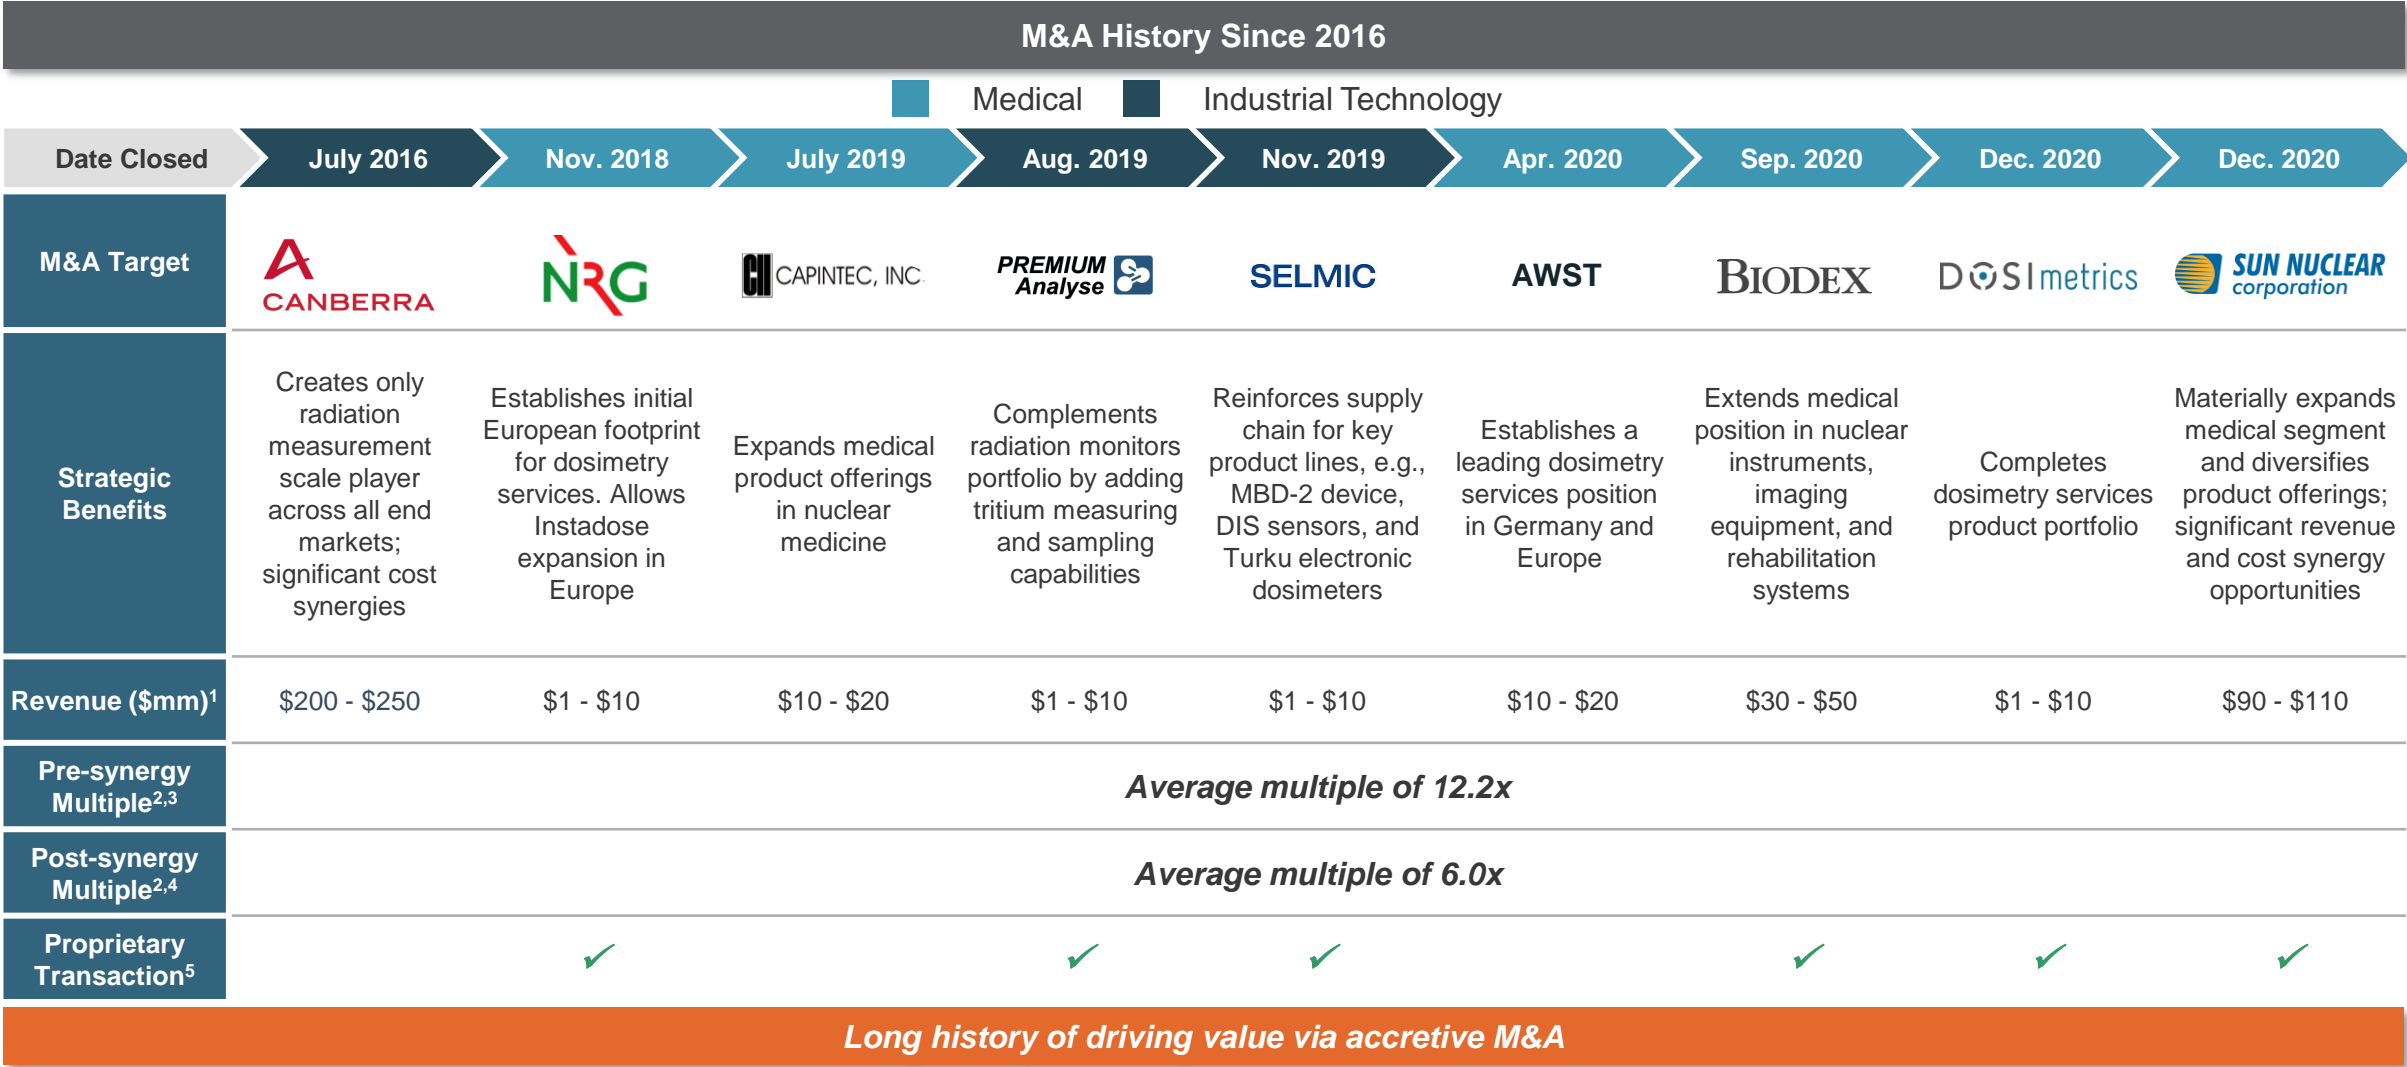 M&A History Since 2016
Medical
Industrial Technology
Date Closed
July 2016
Nov. 2018
July 2019
Aug. 2019
Nov. 2019
Apr. 2020
Sep. 2020
Dec. 2020
Dec. 2020
M&A Target
CANBERRA
NRG
CAPINTEC, INC.
PREMIUM
Analyse
SELMIC
AWST
BIODEX
DOSImetrics
SUN NUCLEAR
corporation
Strategic
Benefits
Creates only
radiation
measurement
scale player
across all end
markets;
significant cost
synergies
Establishes initial
European footprint
for dosimetry
services. Allows
Instadose
expansion in
Europe
Expands medical
product offerings
in nuclear
medicine
Complements
radiation monitors
portfolio by adding
tritium measuring
and sampling
capabilities
Reinforces supply
chain for key
product lines, e.g.,
MBD-2 device,
DIS sensors, and
Turku electronic
dosimeters
Establishes a
leading dosimetry
services position
in Germany and
Europe
Extends medical
position in nuclear
instruments,
imaging
equipment, and
rehabilitation
systems
Completes
dosimetry services
product portfolio
Materially expands
medical segment
and diversifies
product offerings;
significant revenue
and cost synergy
opportunities
Revenue ($mm)1
$200 - $250
$1 - $10
$10 - $20
$1 - $10
$1 - $10
$10 - $20
$30 - $50
$1 - $10
$90 - $110
Pre-synergy
Multiple2,3
Average multiple of 12.2x
Post-synergy
Multiple2,4
Average multiple of 6.0x
Proprietary
Transaction5
✓ ✓ ✓ ✓ ✓ ✓
Long history of driving value via accretive M&A